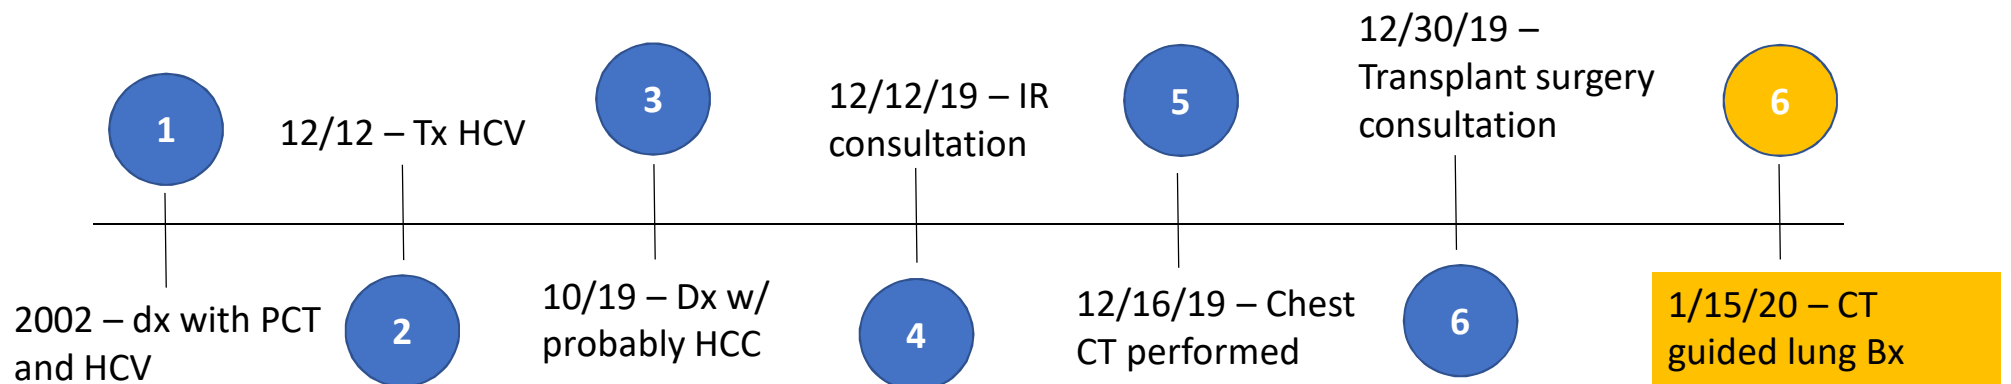 1
2002 – dx with PCT
and HCV
12/12 – Tx HCV
2
3
10/19 – Dx w/
probably HCC
12/12/19 – IR
consultation
4
5
12/16/19 – Chest
CT performed
12/30/19 –
Transplant surgery
consultation
6
6
1/15/20 – CT
guided lung Bx